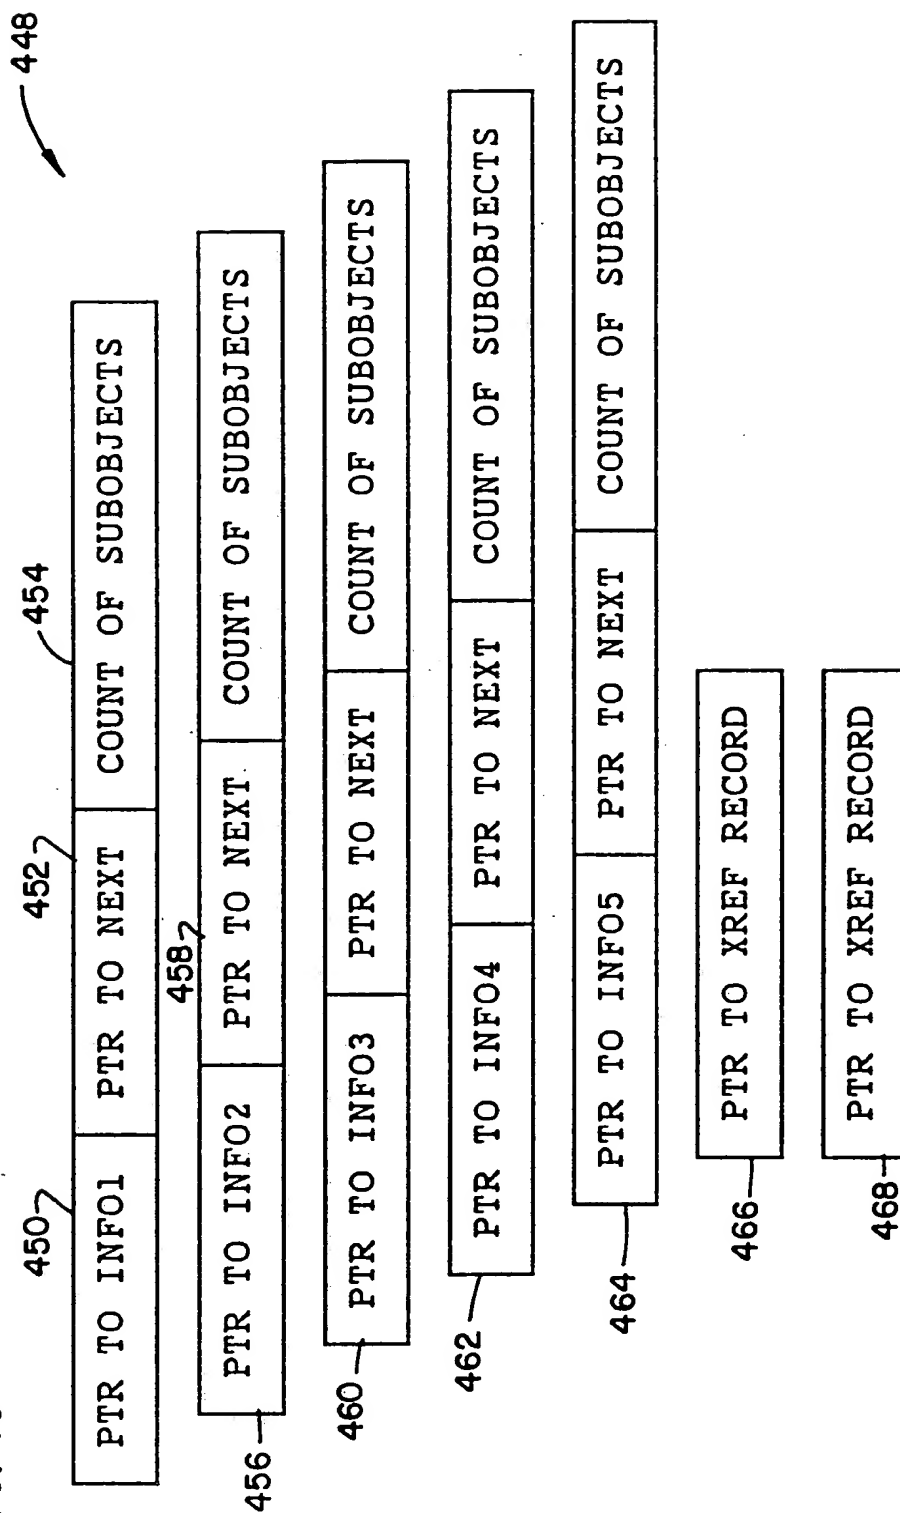 448
450 452 454
PTR TO INFO1 PTR TO NEXT COUNT OF SUBOBJECTS
458
456 PTR TO INFO2 PTR TO NEXT COUNT OF SUBOBJECTS
460 PTR TO INFO3 PTR TO NEXT COUNT OF SUBOBJECTS
462 PTR TO INFO4 PTR TO NEXT COUNT OF SUBOBJECTS
464 PTR TO INFO5 PTR TO NEXT COUNT OF SUBOBJECTS
466 PTR TO XREF RECORD
468 PTR TO XREF RECORD